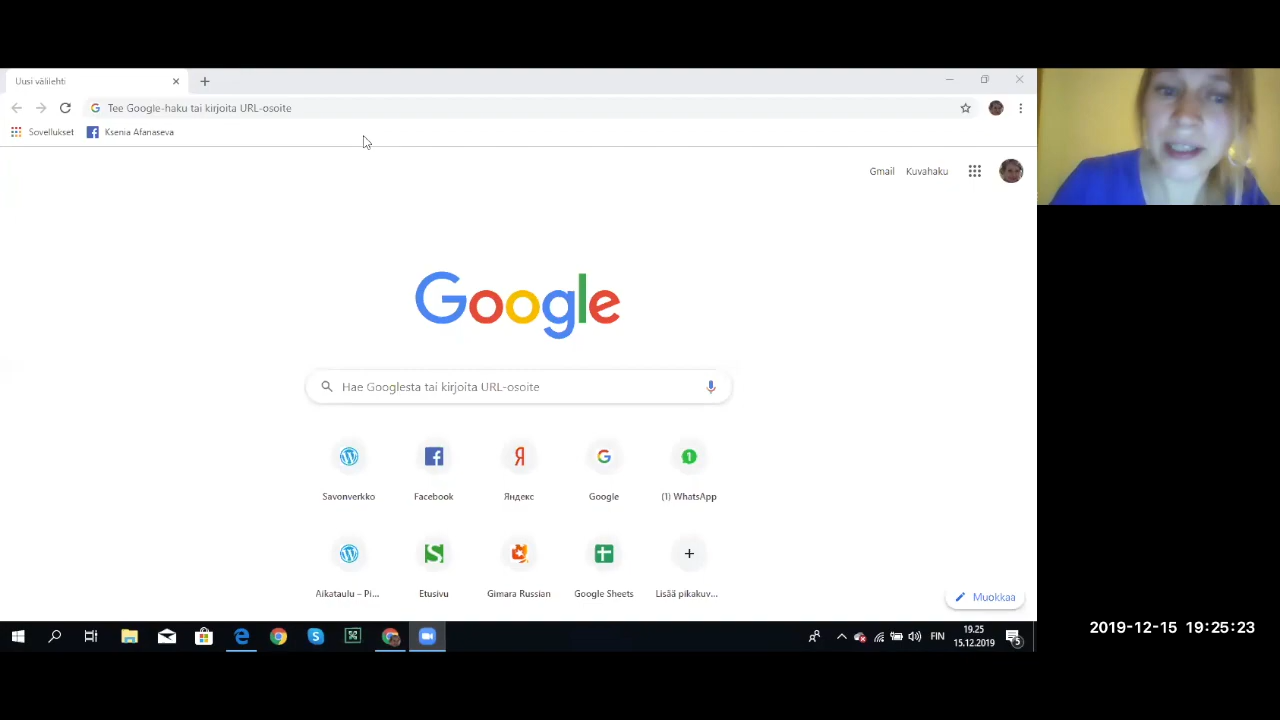 Uusi välilehti
Tee Google-haku tai kirjoita URL-osoite
Sovellukset
Ksenia Afanaseva
Gmail
Kuvahaku
Google
Hae Googlesta tai kirjoita URL-osoite
Savonverkko
Facebook
Яндекс
Google
(1) WhatsApp
Aikataulu – Pi...
Etusivu
Gimara Russian
Google Sheets
Lisää pikakuv...
Muokkaa
FIN
19.25
15.12.2019
5
2019-12-15 19:25:23